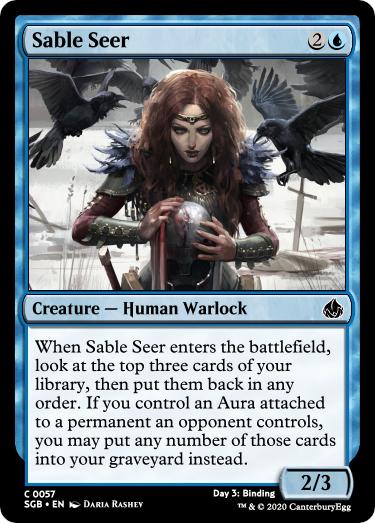 Sable Seer 2
Creature — Human Warlock
When Sable Seer enters the battlefield,
look at the top three cards of your
library, then put them back in any
order. If you control an Aura attached
to a permanent an opponent controls,
you may put any number of those cards
into your graveyard instead.
2/3
C 0057
Day 3: Binding
SGB • EN Daria Rashev
™ & © 2020 CanterburyEgg